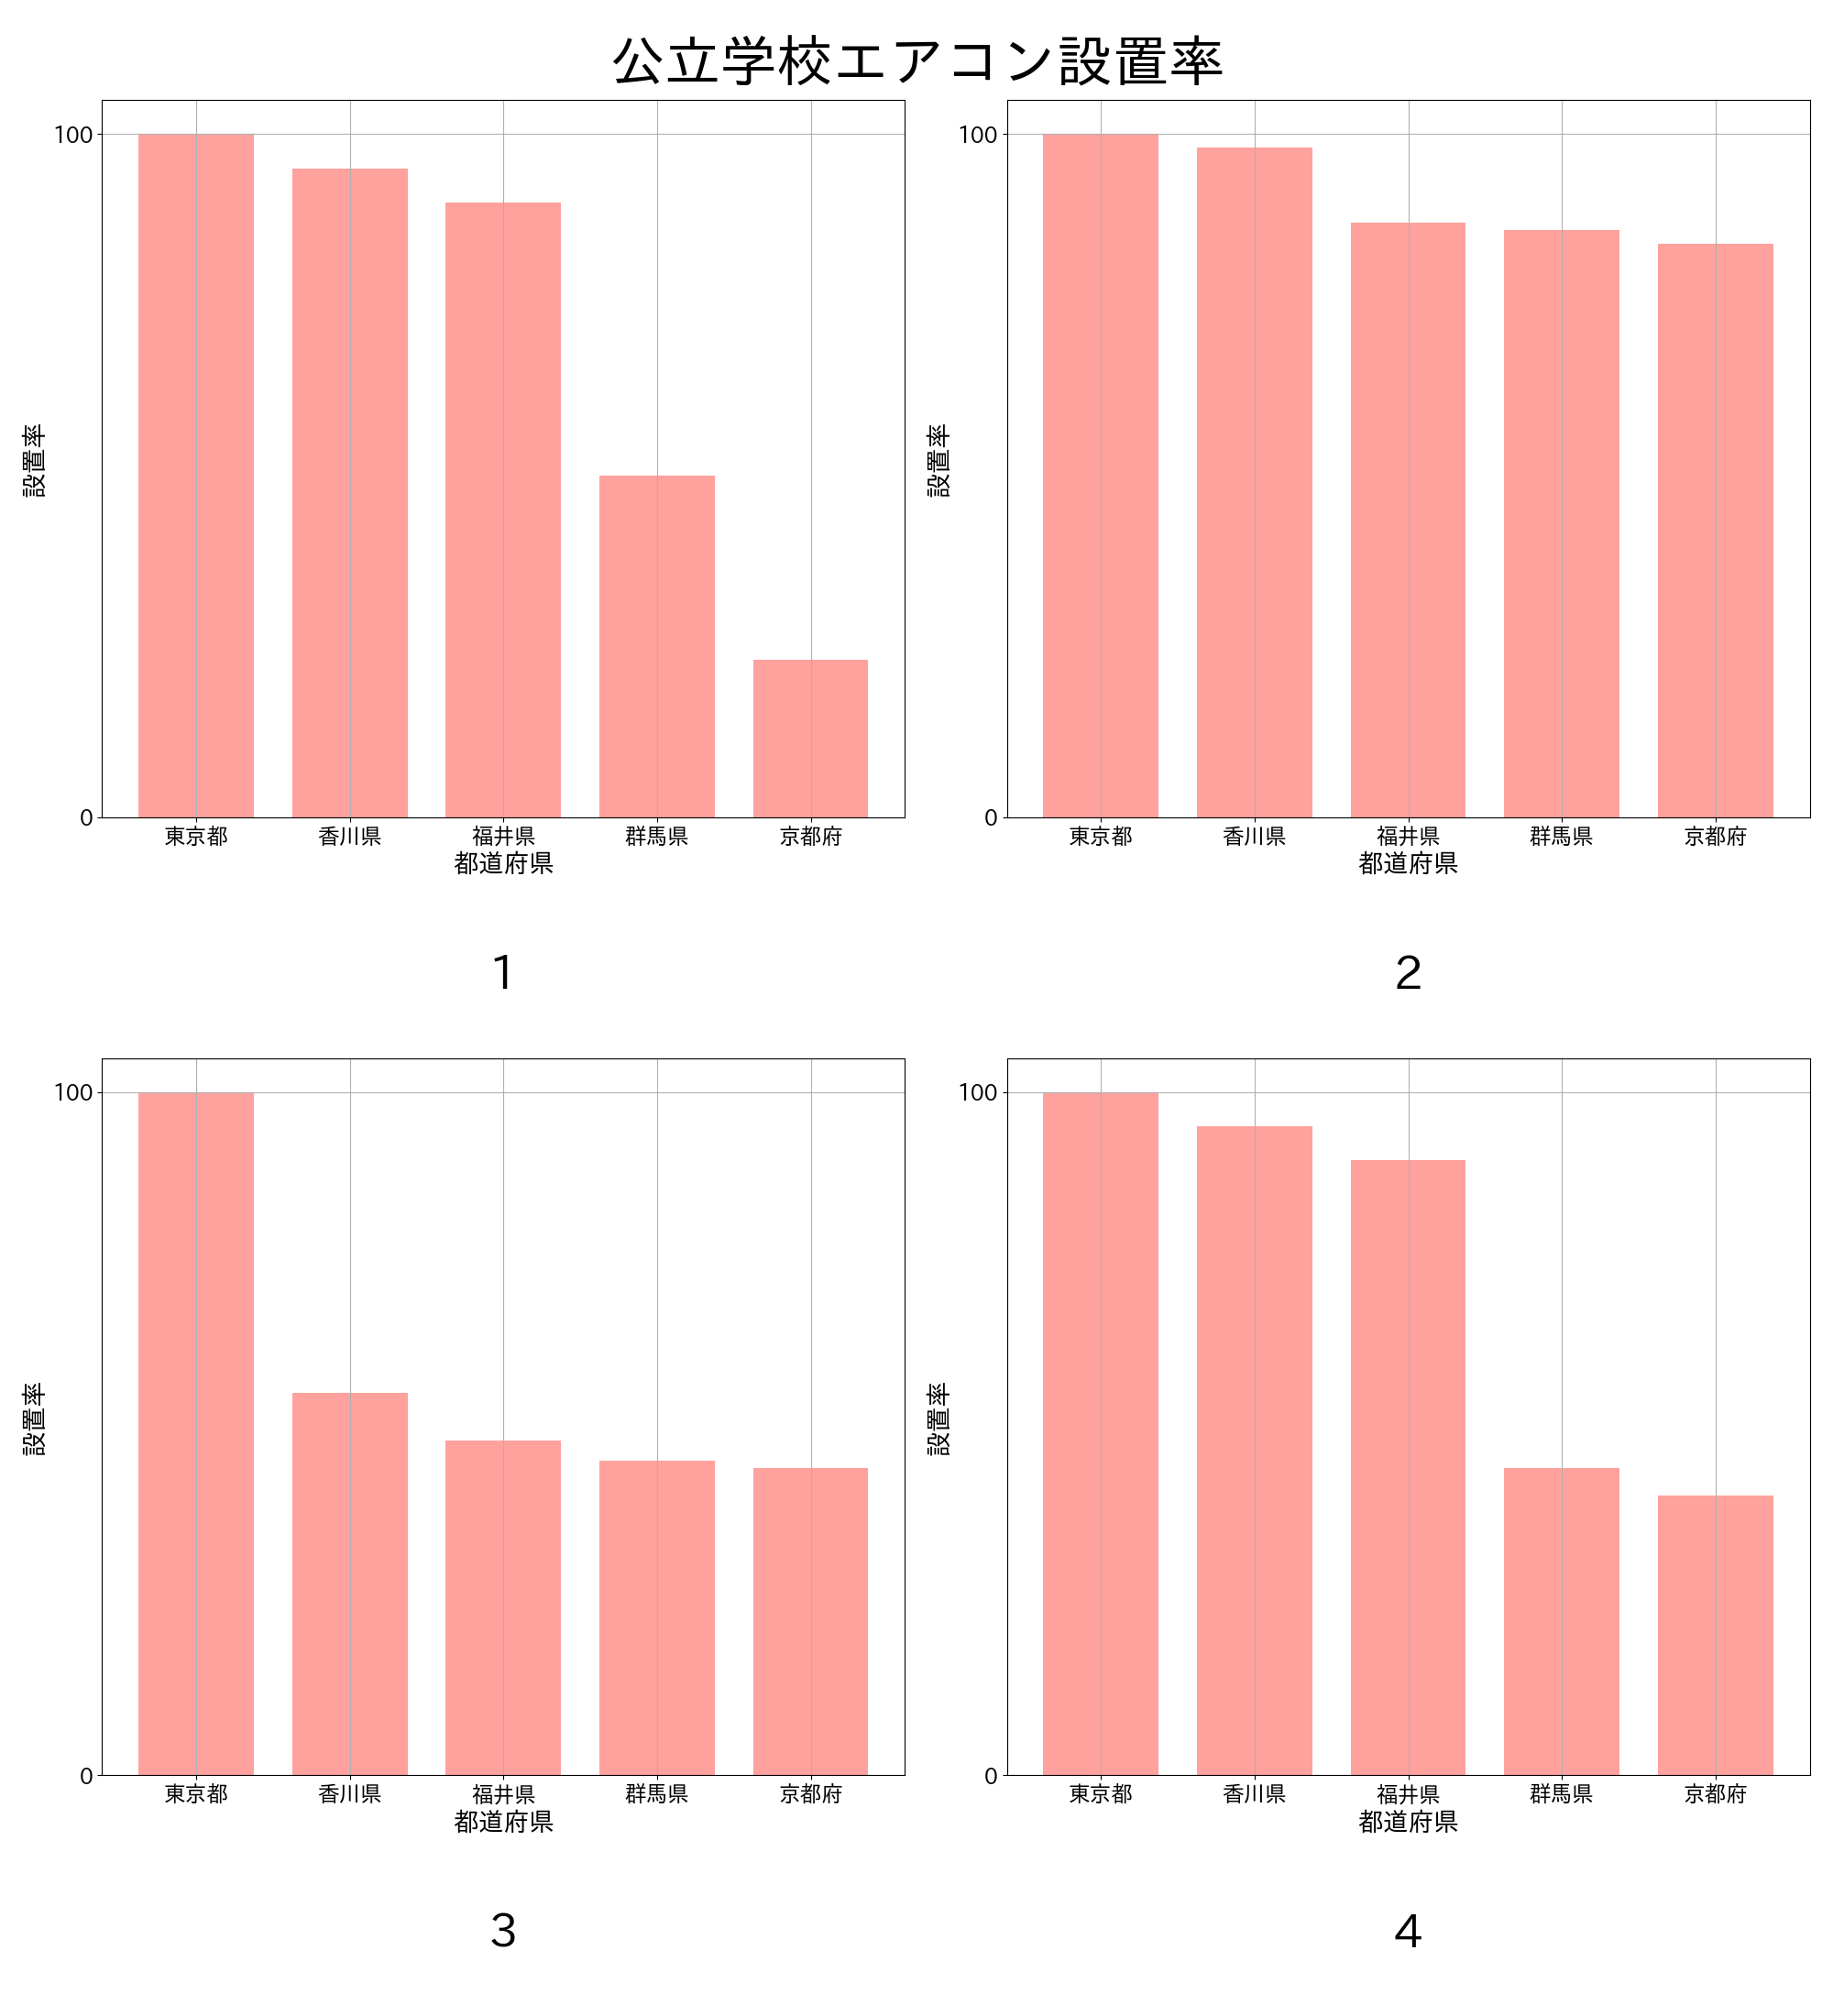 公立学校エアコン設置率
100
0
設置率
東京都 香川県 福井県 群馬県 京都府
都道府県
1
100
0
設置率
東京都 香川県 福井県 群馬県 京都府
都道府県
2
100
0
設置率
東京都 香川県 福井県 群馬県 京都府
都道府県
3
100
0
設置率
東京都 香川県 福井県 群馬県 京都府
都道府県
4